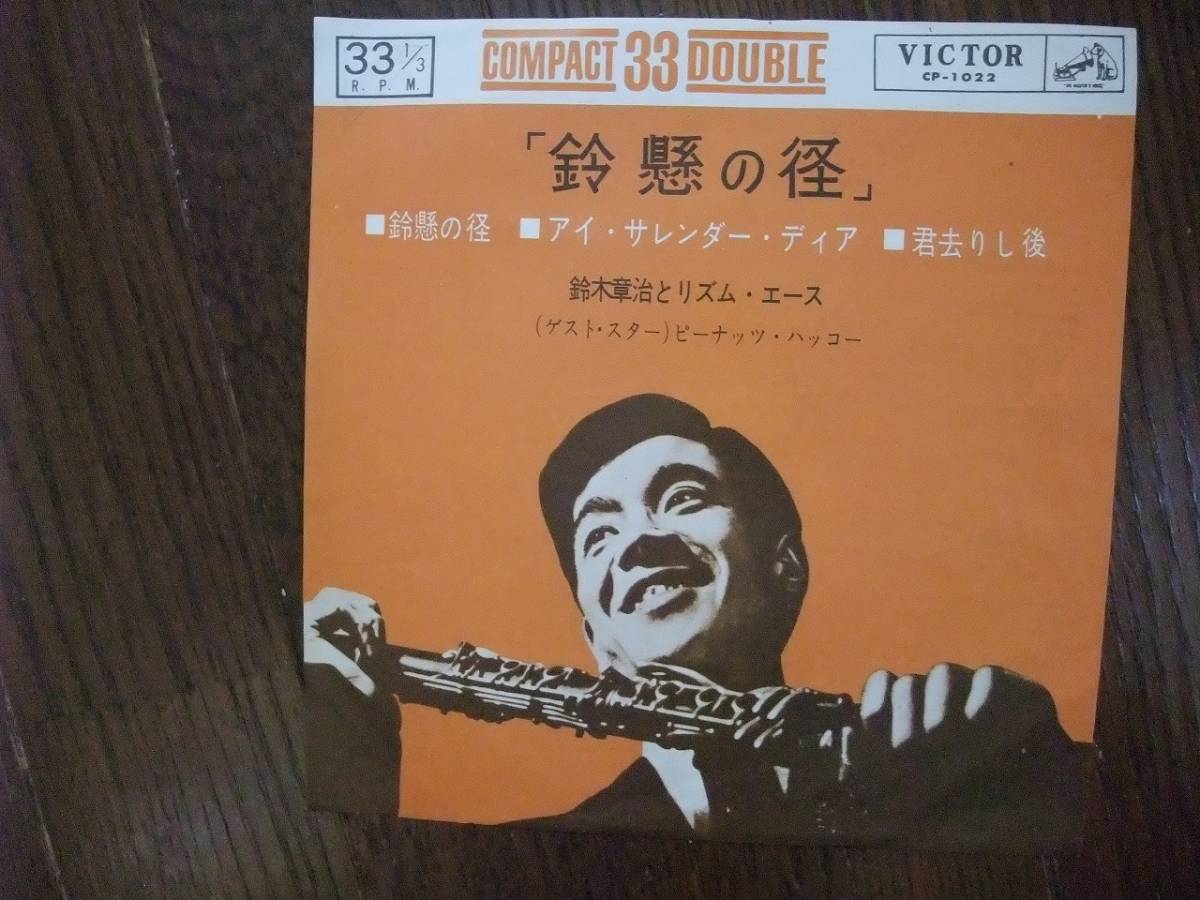 33 1/3
R. P. M.
COMPACT 33 DOUBLE
VICTOR
CP-1022
"HIS MASTER'S VOICE"
「鈴懸の径」
■鈴懸の径 ■アイ・サレンダー・ディア ■君去りし後
鈴木章治とリズム・エース
(ゲスト・スター)ピーナッツ・ハッコー